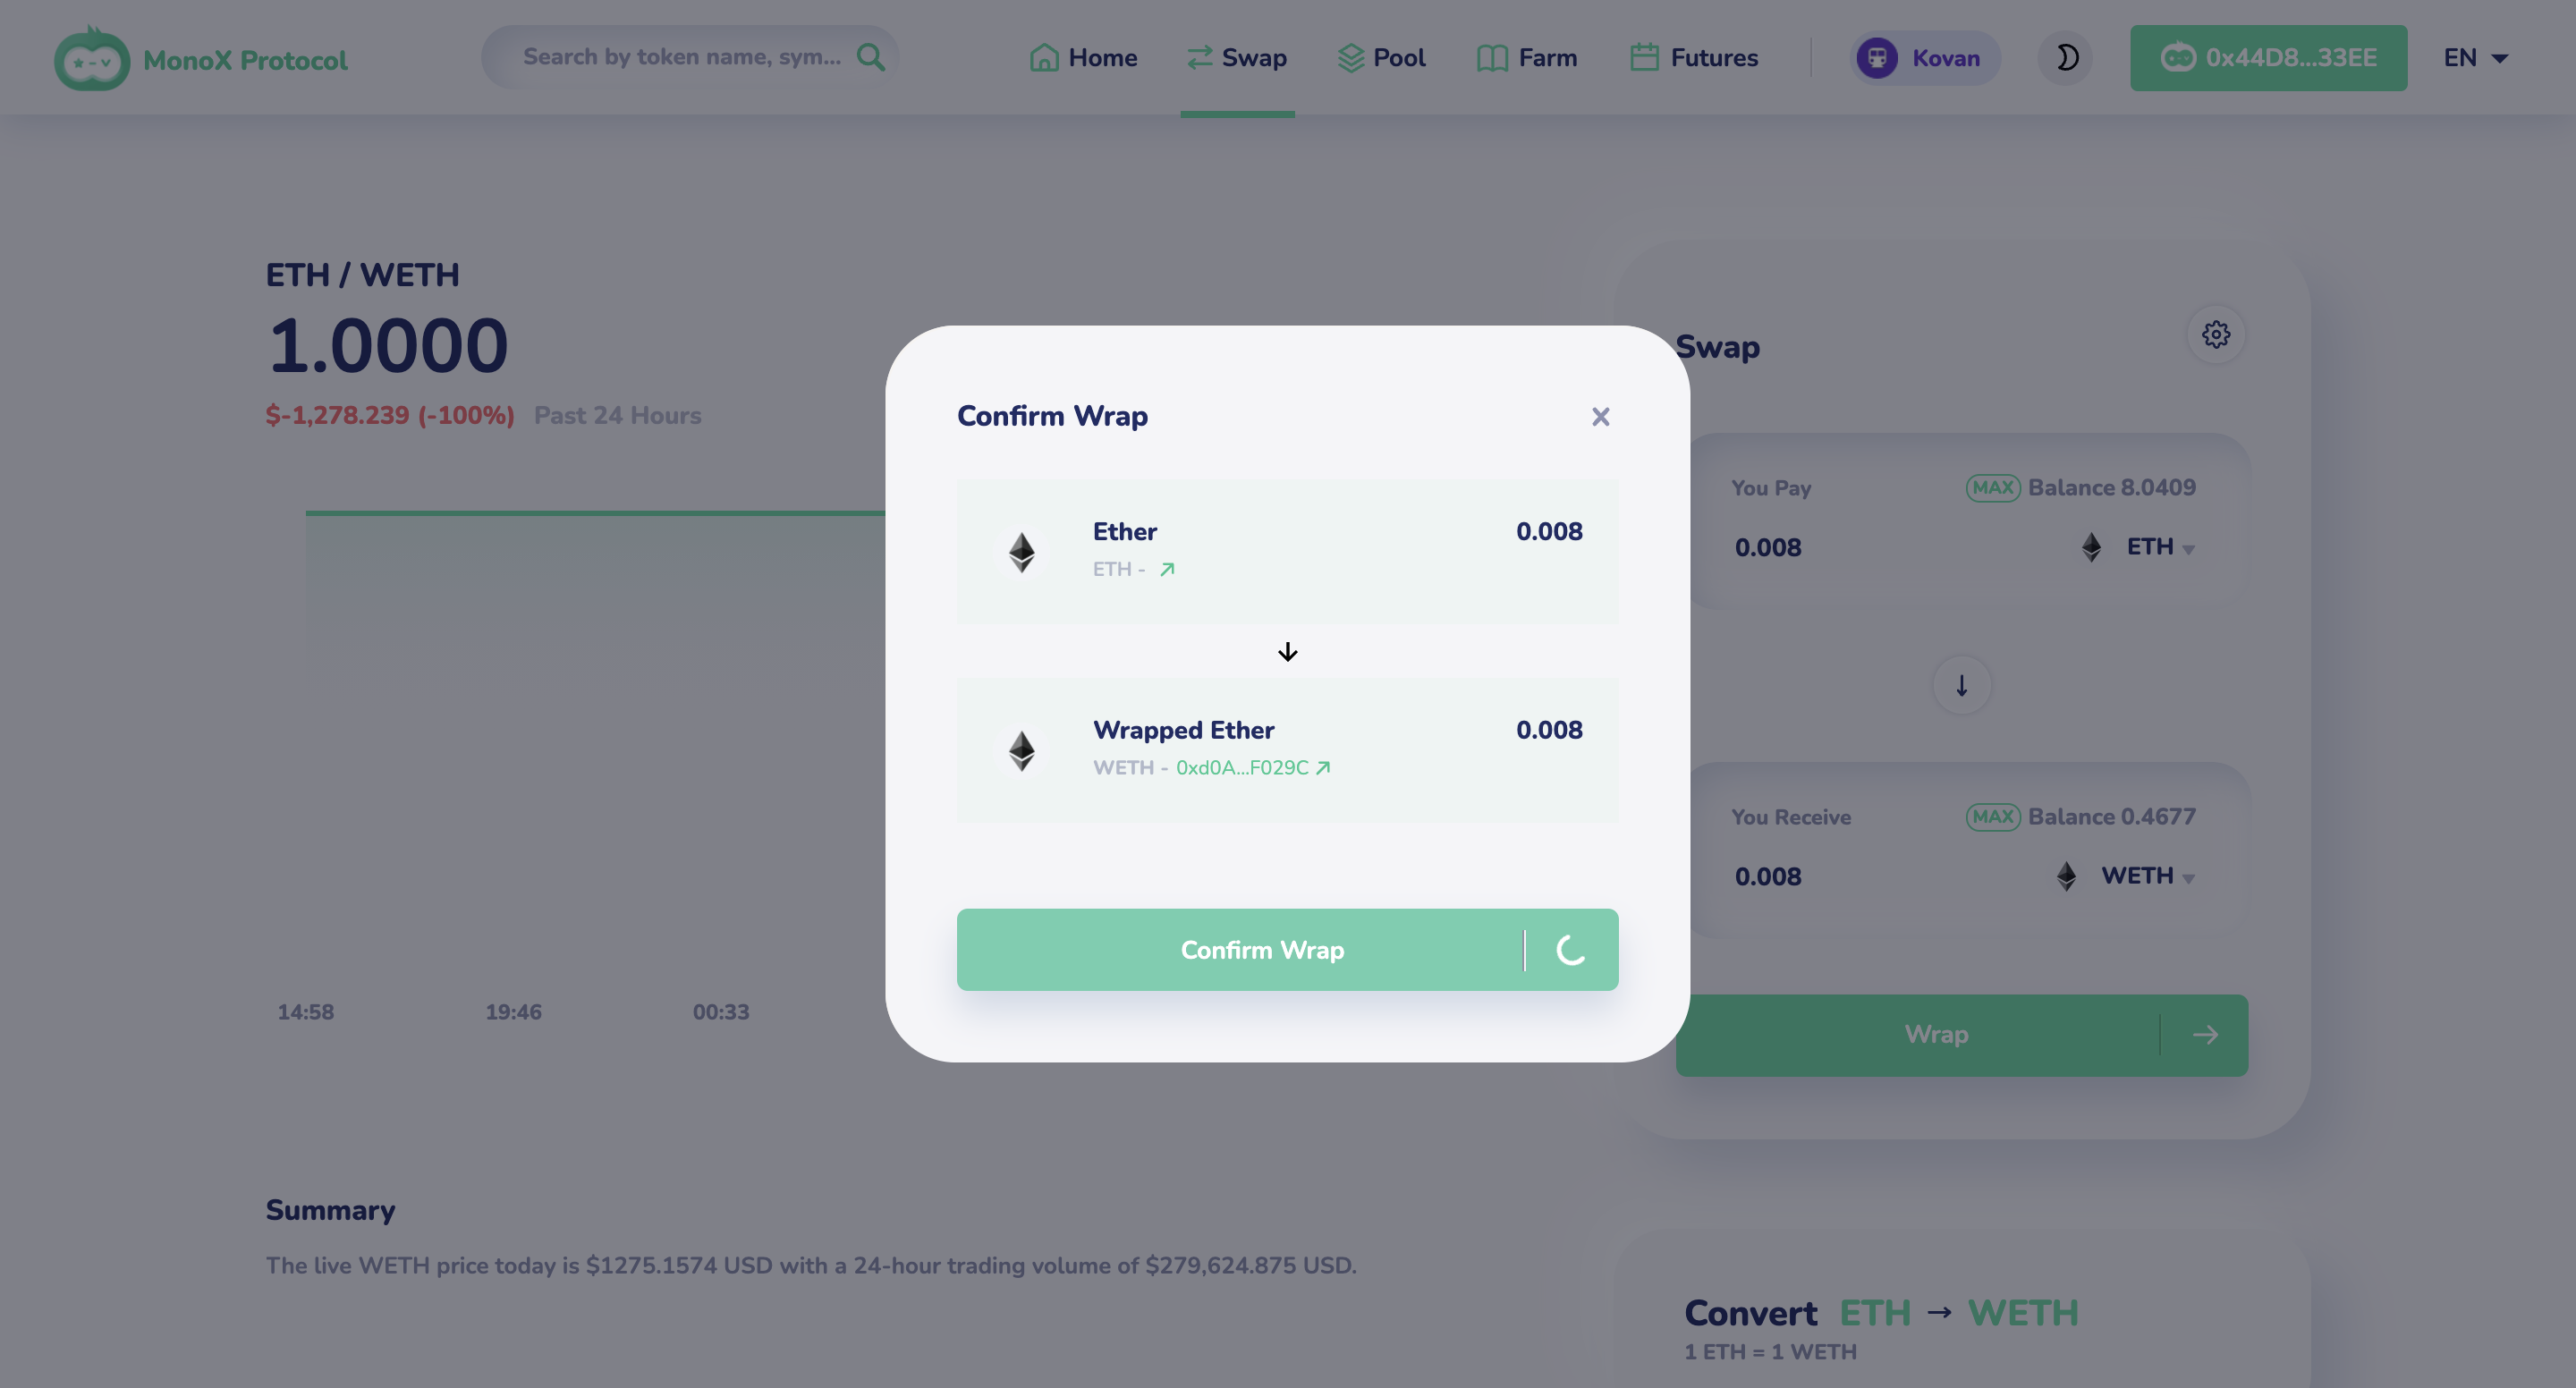 MonoX Protocol
Search by token name, sym...
Home
Swap
Pool
Farm
Futures
Kovan
0x44D8...33EE
EN
ETH / WETH
1.0000
$-1,278.239 (-100%) Past 24 Hours
14:58
19:46
00:33
Confirm Wrap
Ether
0.008
ETH -
Wrapped Ether
0.008
WETH - 0xd0A...F029C
Confirm Wrap
Swap
You Pay
MAX Balance 8.0409
0.008
ETH
You Receive
MAX Balance 0.4677
0.008
WETH
Wrap
Summary
The live WETH price today is $1275.1574 USD with a 24-hour trading volume of $279,624.875 USD.
Convert ETH → WETH
1 ETH = 1 WETH